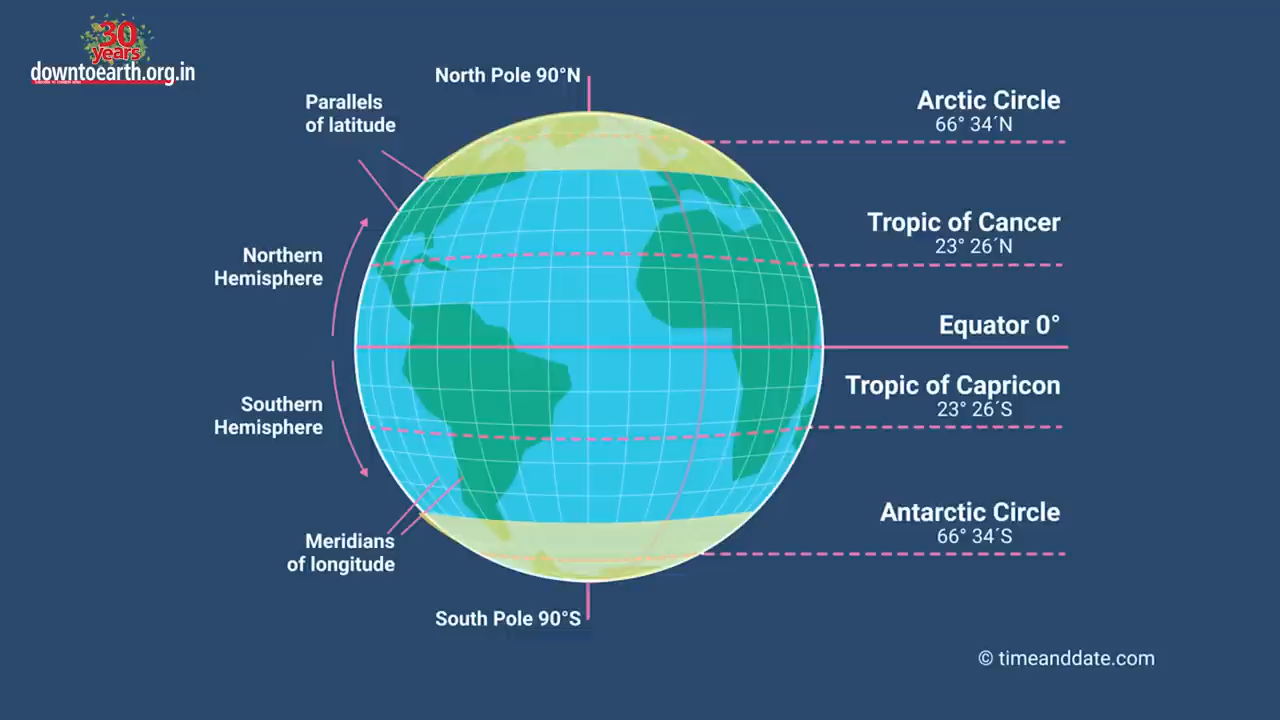 30
years
downtoearth.org.in
North Pole 90°N
Parallels
of latitude
Arctic Circle
66° 34´N
Tropic of Cancer
23° 26´N
Northern
Hemisphere
Equator 0°
Tropic of Capricon
23° 26´S
Southern
Hemisphere
Antarctic Circle
66° 34´S
Meridians
of longitude
South Pole 90°S
© timeanddate.com